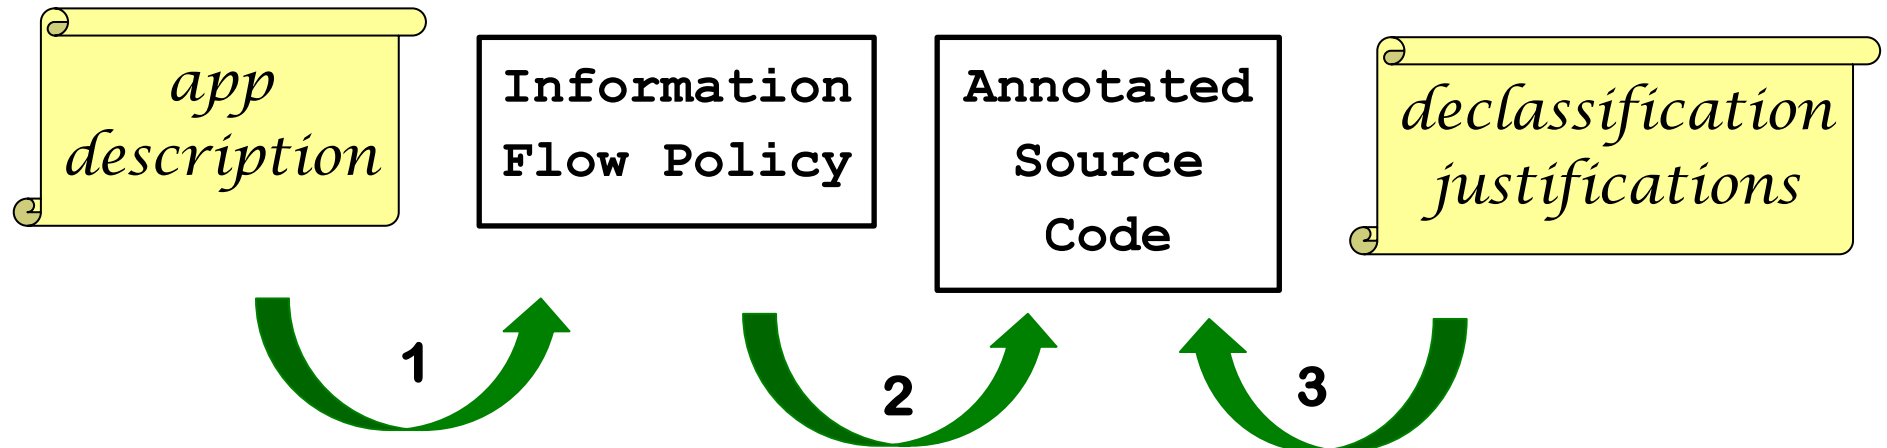 app
description
Information
Flow Policy
Annotated
Source
Code
declassification
justifications
1
2
3